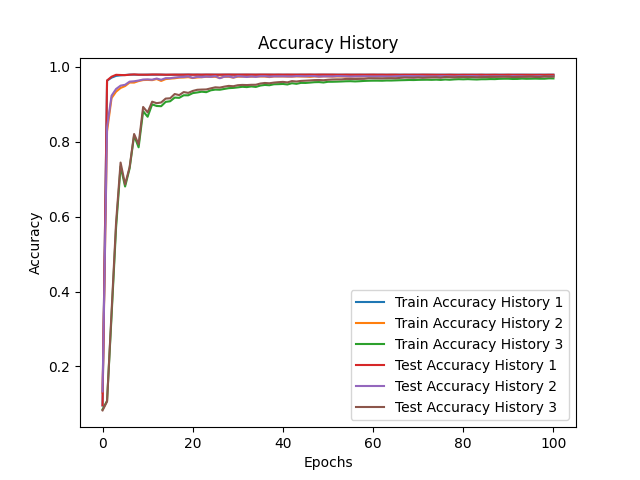 Accuracy History
1.0
0.8
0.6
0.4
0.2
Accuracy
Train Accuracy History 1
Train Accuracy History 2
Train Accuracy History 3
Test Accuracy History 1
Test Accuracy History 2
Test Accuracy History 3
0 20 40 60 80 100
Epochs